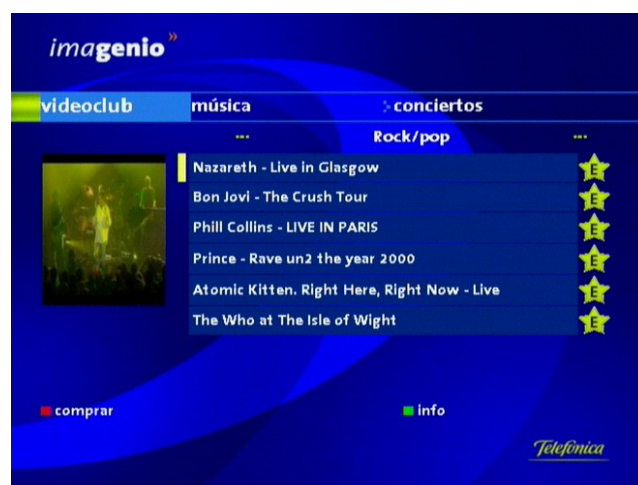 imagenio»
videoclub música conciertos
--- Rock/pop ---
Nazareth - Live in Glasgow E
Bon Jovi - The Crush Tour E
Phill Collins - LIVE IN PARIS E
Prince - Rave un2 the year 2000 E
Atomic Kitten. Right Here, Right Now - Live E
The Who at The Isle of Wight E
comprar info
Telefónica